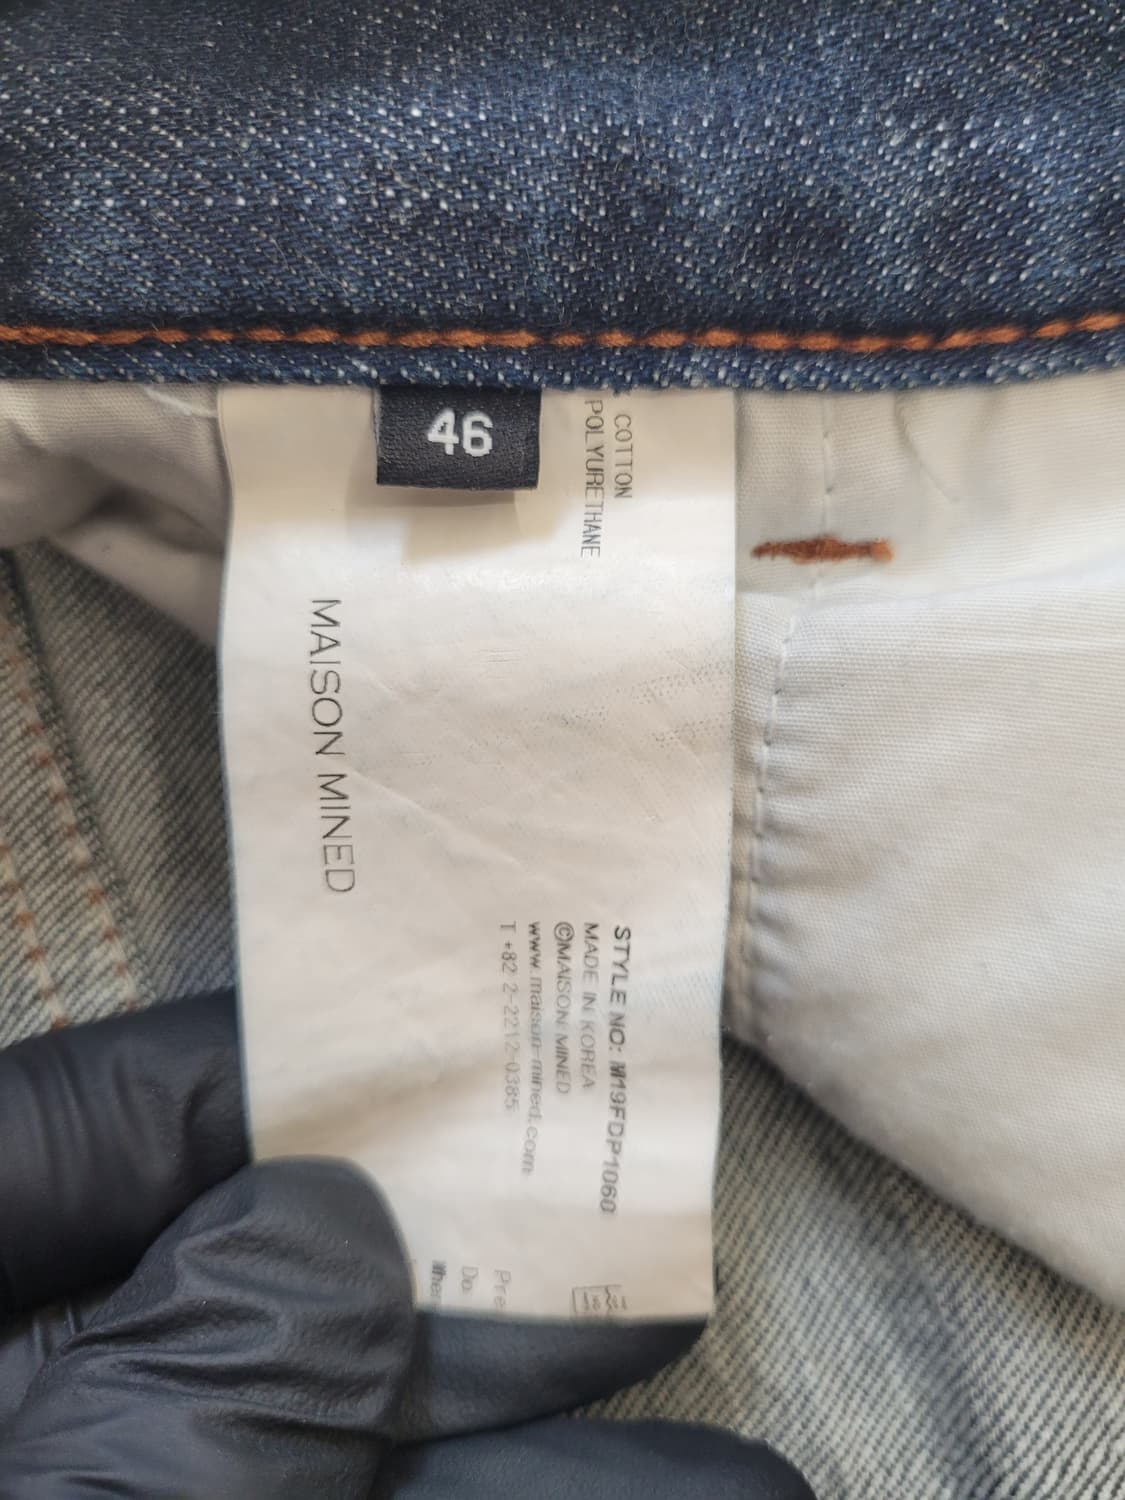 46
COTTON
POLYURETHANE
MAISON MINED
STYLE NO: M19FDP1060
MADE IN KOREA
©MAISON MINED
www.maison-mined.com
T +82 2-2212-0385